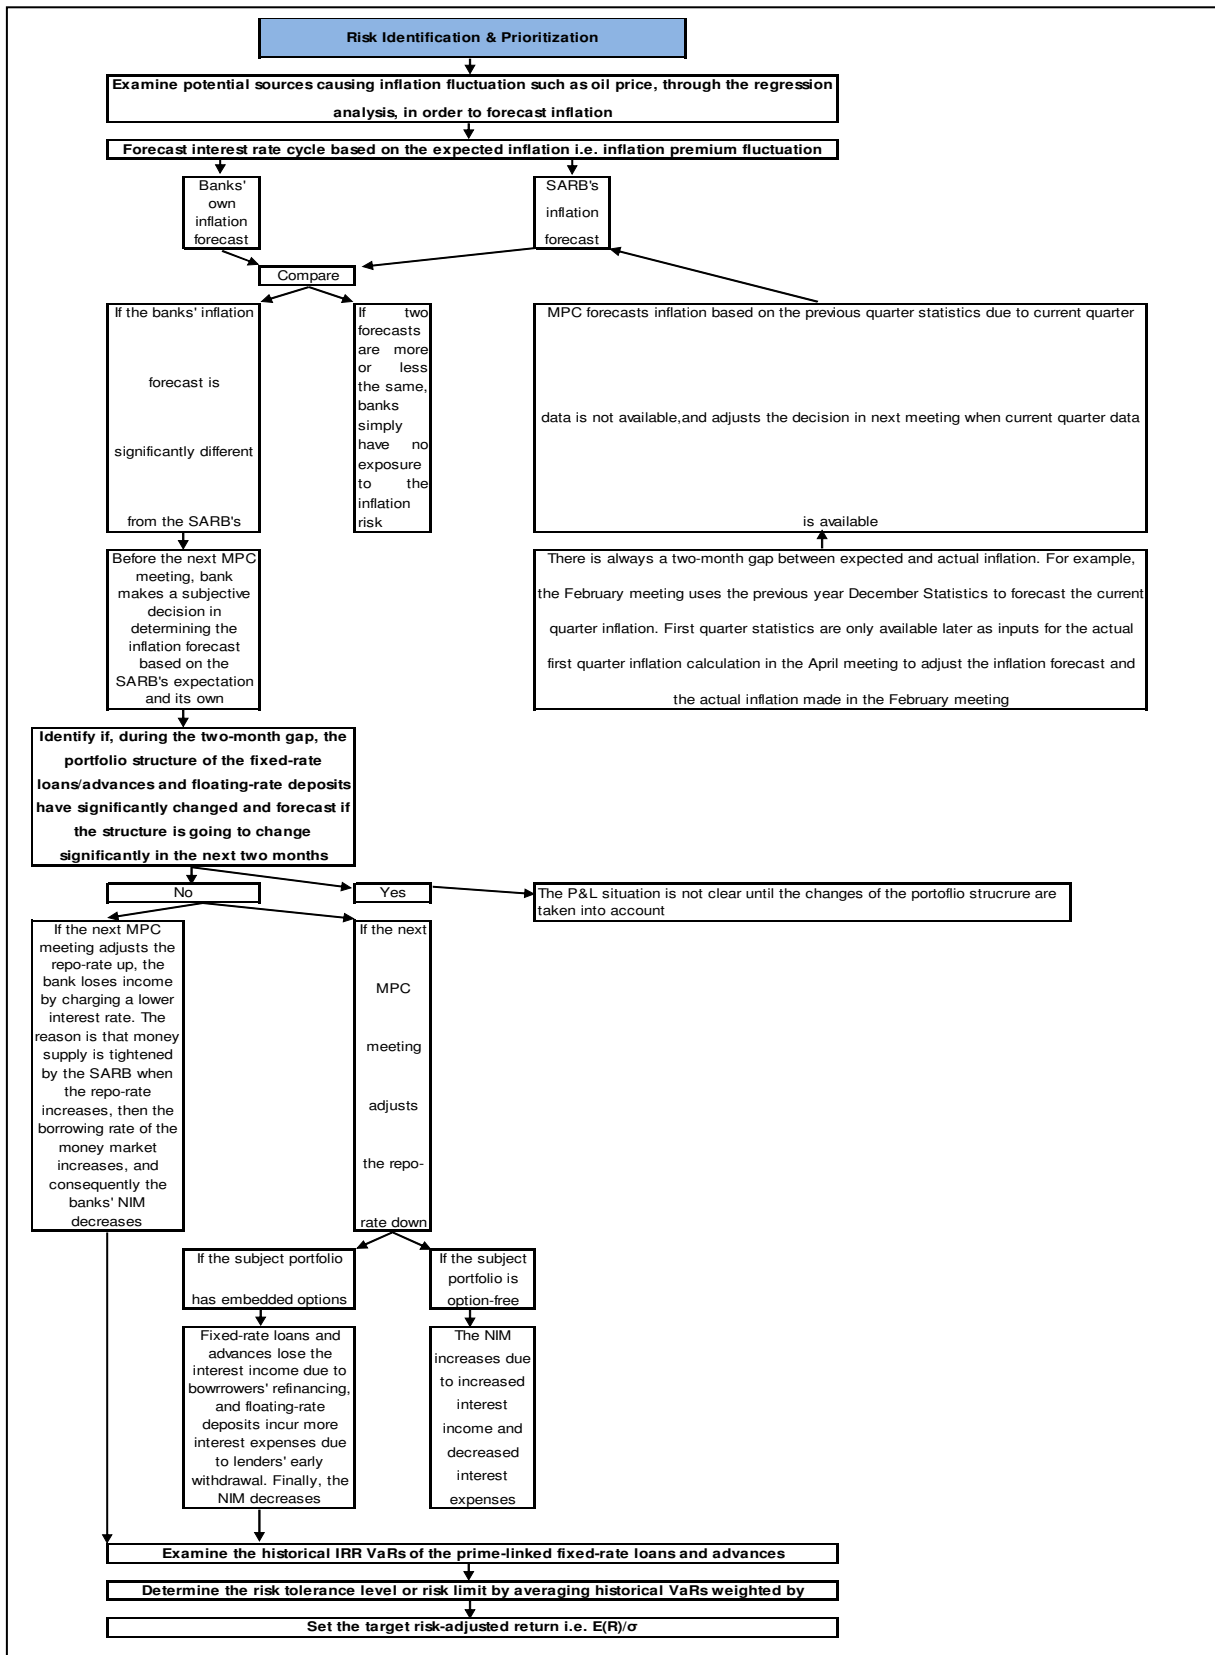 Risk Identification & Prioritization
Examine potential sources causing inflation fluctuation such as oil price, through the regression
analysis, in order to forecast inflation
Forecast interest rate cycle based on the expected inflation i.e. inflation premium fluctuation
Banks'
own
inflation
forecast
SARB's
inflation
forecast
Compare
If the banks' inflation
forecast is
significantly different
from the SARB's
If two
forecasts
are more
or less
the same,
banks
simply
have no
exposure
to the
inflation
risk
MPC forecasts inflation based on the previous quarter statistics due to current quarter
data is not available,and adjusts the decision in next meeting when current quarter data
is available
Before the next MPC
meeting, bank
makes a subjective
decision in
determining the
inflation forecast
based on the
SARB's expectation
and its own
There is always a two-month gap between expected and actual inflation. For example,
the February meeting uses the previous year December Statistics to forecast the current
quarter inflation. First quarter statistics are only available later as inputs for the actual
first quarter inflation calculation in the April meeting to adjust the inflation forecast and
the actual inflation made in the February meeting
Identify if, during the two-month gap, the
portfolio structure of the fixed-rate
loans/advances and floating-rate deposits
have significantly changed and forecast if
the structure is going to change
significantly in the next two months
No
Yes
The P&L situation is not clear until the changes of the portoflio strucrure are
taken into account
If the next MPC
meeting adjusts the
repo-rate up, the
bank loses income
by charging a lower
interest rate. The
reason is that money
supply is tightened
by the SARB when
the repo-rate
increases, then the
borrowing rate of the
money market
increases, and
consequently the
banks' NIM
decreases
If the next
MPC
meeting
adjusts
the repo-
rate down
If the subject portfolio
has embedded options
If the subject
portfolio is
option-free
Fixed-rate loans and
advances lose the
interest income due to
bowrrowers' refinancing,
and floating-rate
deposits incur more
interest expenses due
to lenders' early
withdrawal. Finally, the
NIM decreases
The NIM
increases due
to increased
interest
income and
decreased
interest
expenses
Examine the historical IRR VaRs of the prime-linked fixed-rate loans and advances
Determine the risk tolerance level or risk limit by averaging historical VaRs weighted by
Set the target risk-adjusted return i.e. E(R)/σ